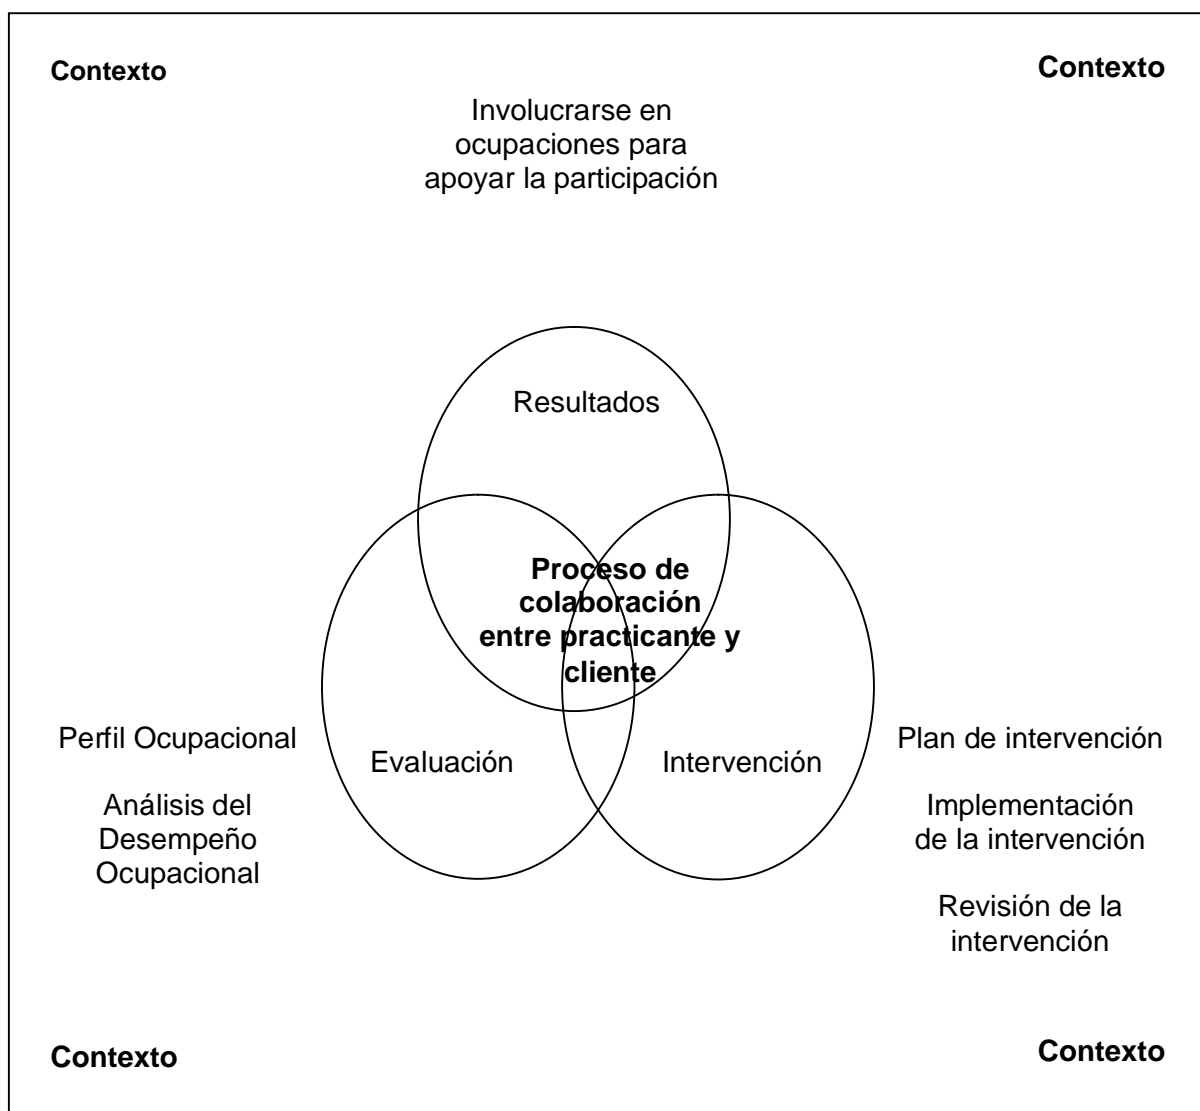 Contexto
Contexto
Involucrarse en
ocupaciones para
apoyar la participación
Resultados
Proceso de
colaboración
entre practicante y
cliente
Perfil Ocupacional
Análisis del
Desempeño
Ocupacional
Evaluación
Intervención
Plan de intervención
Implementación
de la intervención
Revisión de la
intervención
Contexto
Contexto